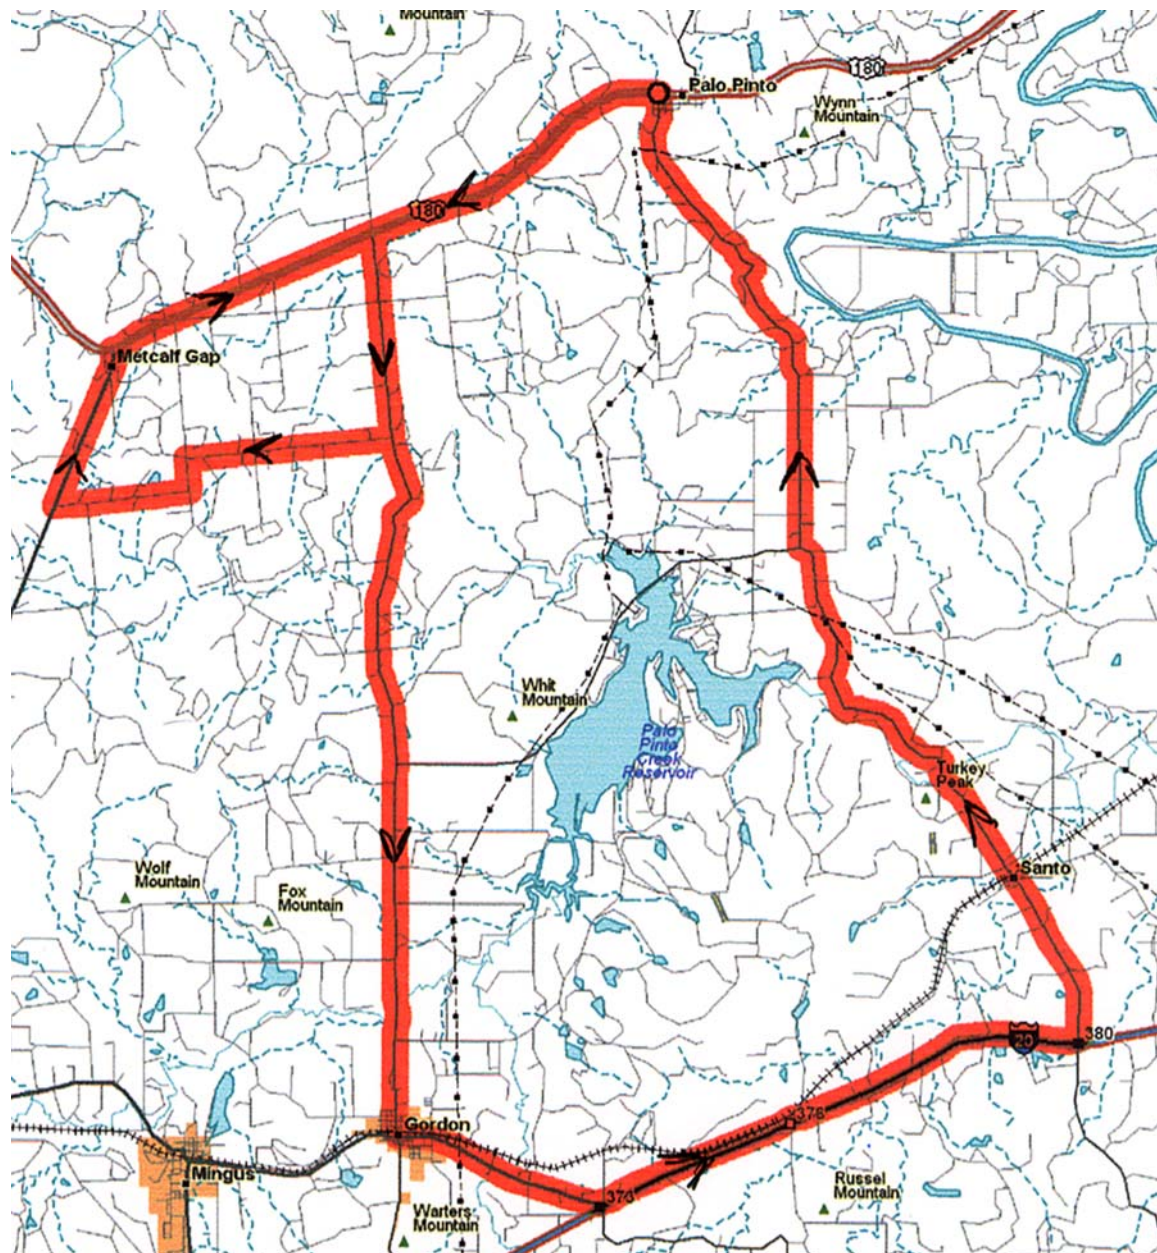 Mountain
180
Palo Pinto
Wynn
Mountain
180
Metcalf Gap
Whit
Mountain
Palo
Pinto
Creek
Reservoir
Turkey
Peak
Wolf
Mountain
Fox
Mountain
Santo
20
380
376
Gordon
Mingus
373
Russel
Mountain
Warters
Mountain